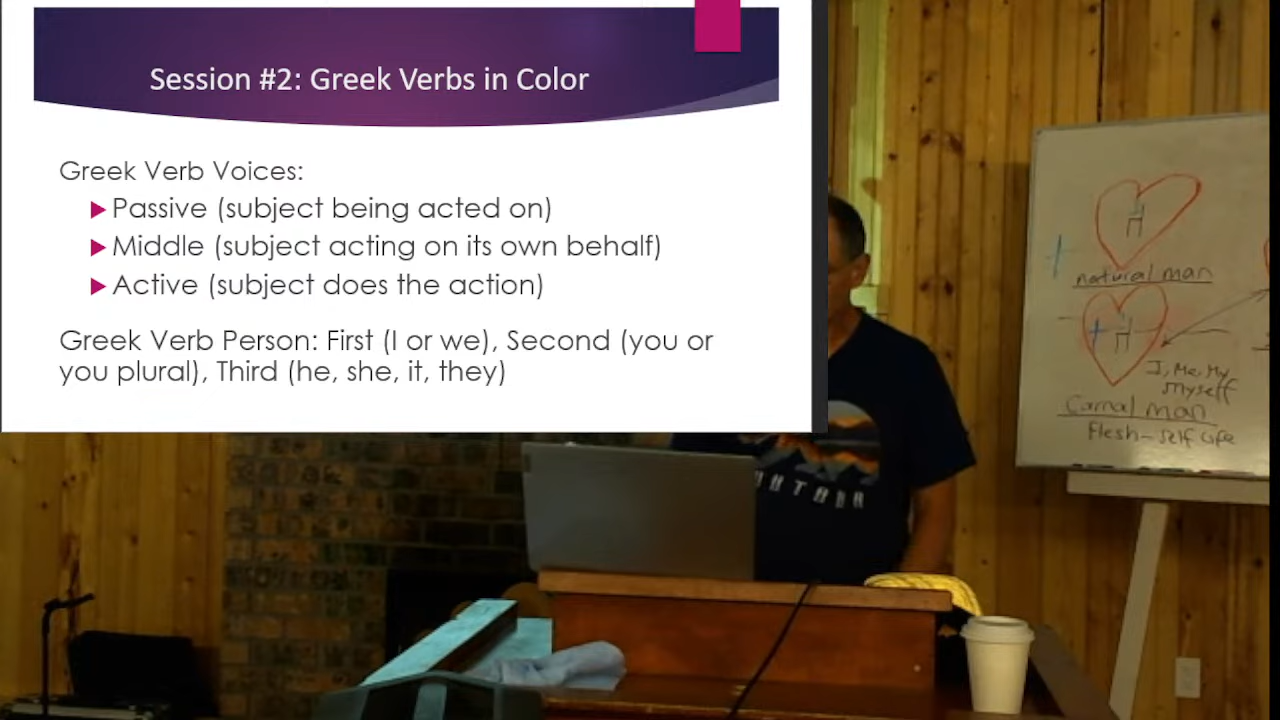 Session #2: Greek Verbs in Color
Greek Verb Voices:
Passive (subject being acted on)
Middle (subject acting on its own behalf)
Active (subject does the action)
Greek Verb Person: First (I or we), Second (you or
you plural), Third (he, she, it, they)
H
natural man
H
I, Me, My
Myself
Carnal man
Flesh-self life